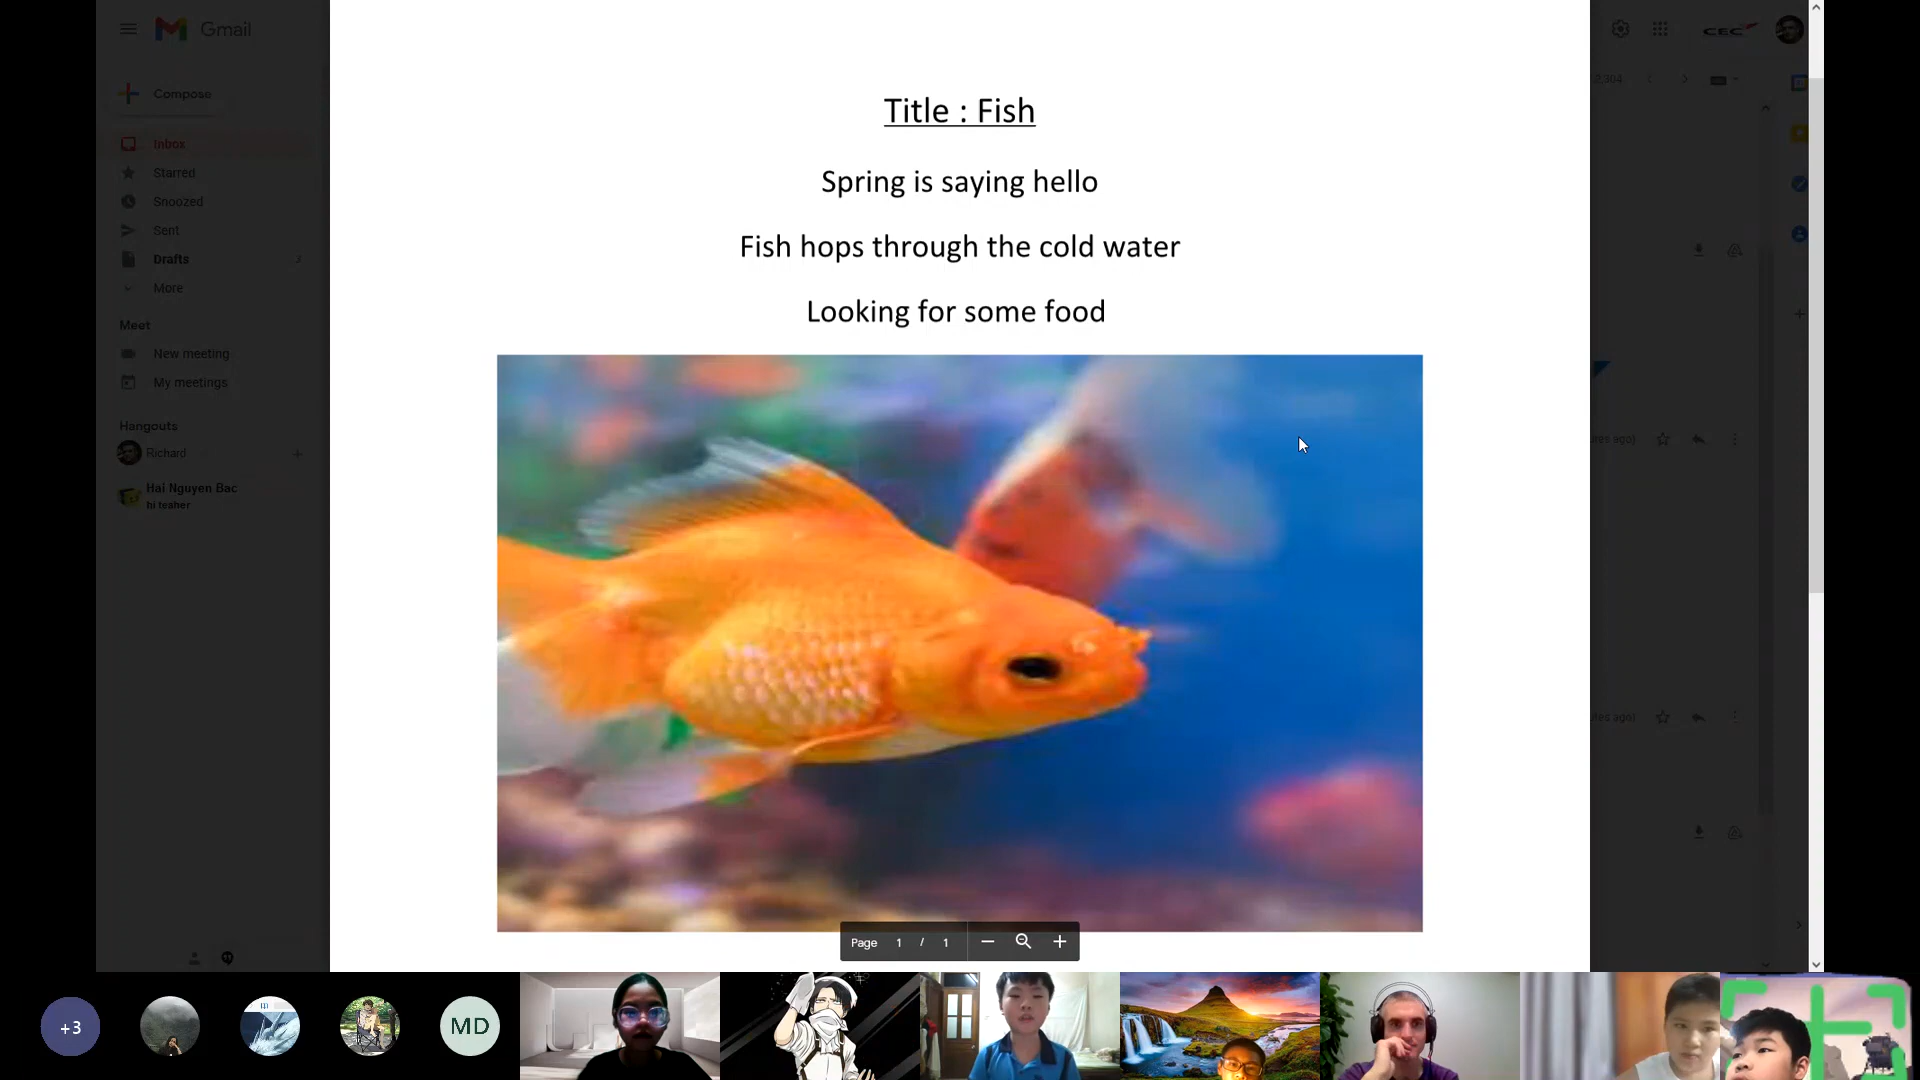 Gmail
CEC
Compose
Inbox
Starred
Snoozed
Sent
Drafts
More
Meet
New meeting
My meetings
Hangouts
Richard
Hai Nguyen Bac
hi teaher
Title : Fish
Spring is saying hello
Fish hops through the cold water
Looking for some food
Page 1 / 1
+3
MD